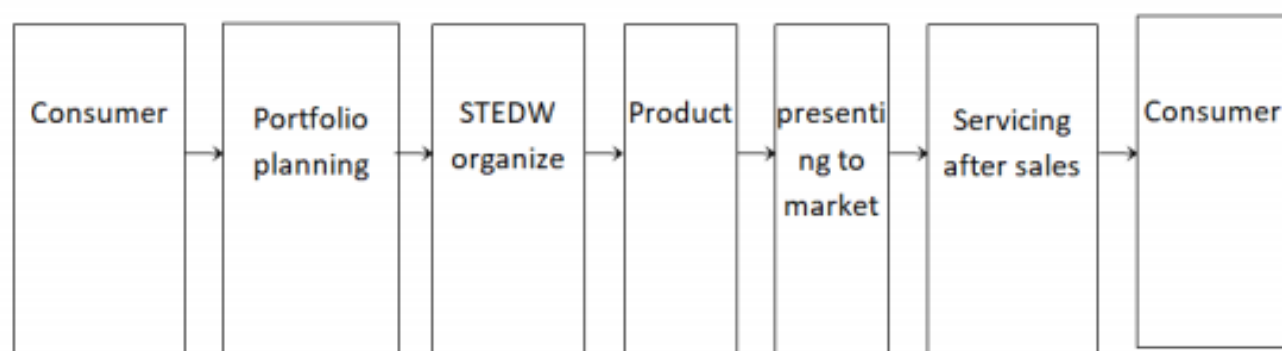 Consumer
Portfolio
planning
STEDW
organize
Product
presenti
ng to
market
Servicing
after sales
Consumer